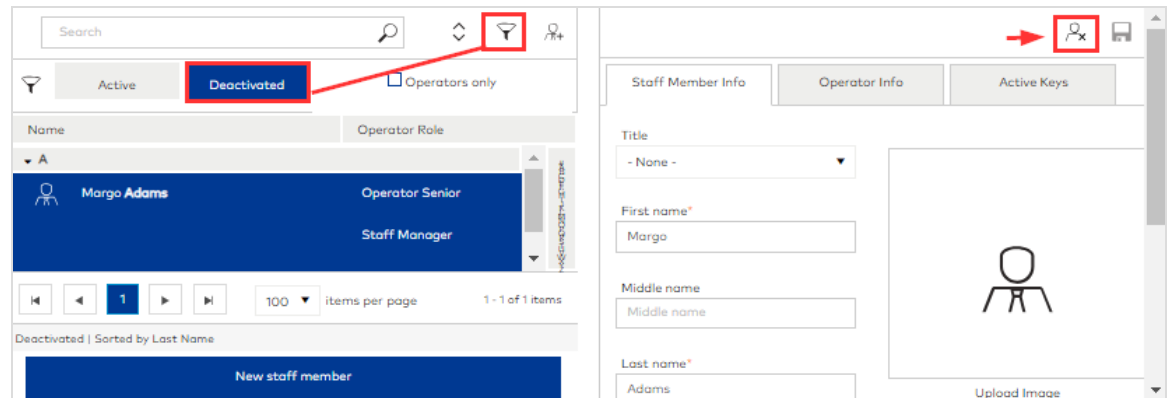 Search
Active
Deactivated
Operators only
Name
Operator Role
A
Margo Adams
Operator Senior
Staff Manager
1
100
items per page
1 - 1 of 1 items
Deactivated | Sorted by Last Name
New staff member
Staff Member Info
Operator Info
Active Keys
Title
- None -
First name*
Margo
Middle name
Middle name
Last name*
Adams
Upload Image